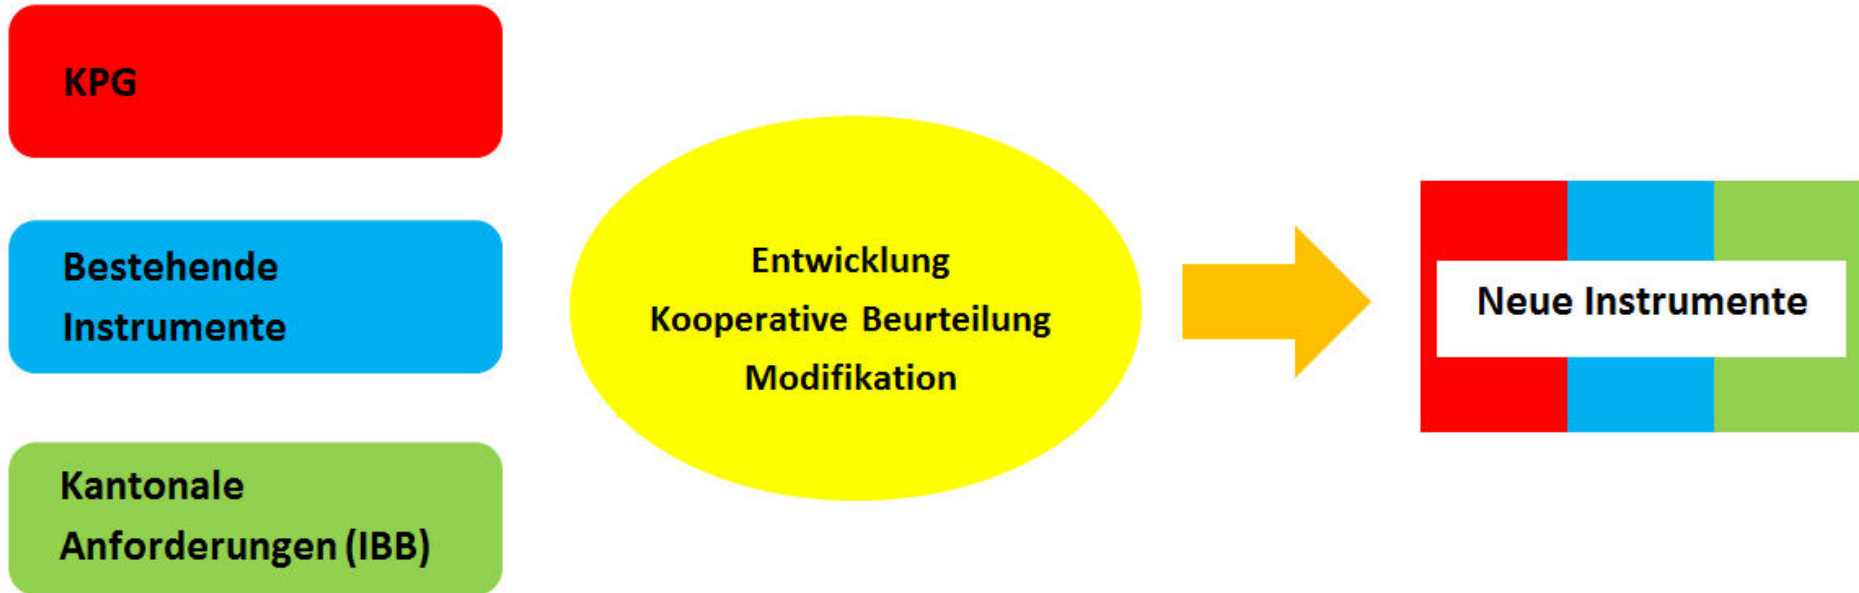 KPG
Bestehende
Instrumente
Kantonale
Anforderungen (IBB)
Entwicklung
Kooperative Beurteilung
Modifikation
Neue Instrumente